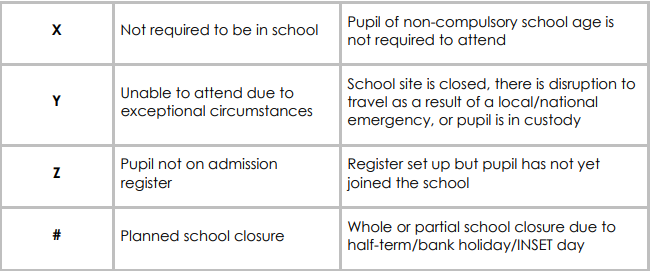 X
Not required to be in school
Pupil of non-compulsory school age is
not required to attend
Y
Unable to attend due to
exceptional circumstances
School site is closed, there is disruption to
travel as a result of a local/national
emergency, or pupil is in custody
Z
Pupil not on admission
register
Register set up but pupil has not yet
joined the school
#
Planned school closure
Whole or partial school closure due to
half-term/bank holiday/INSET day